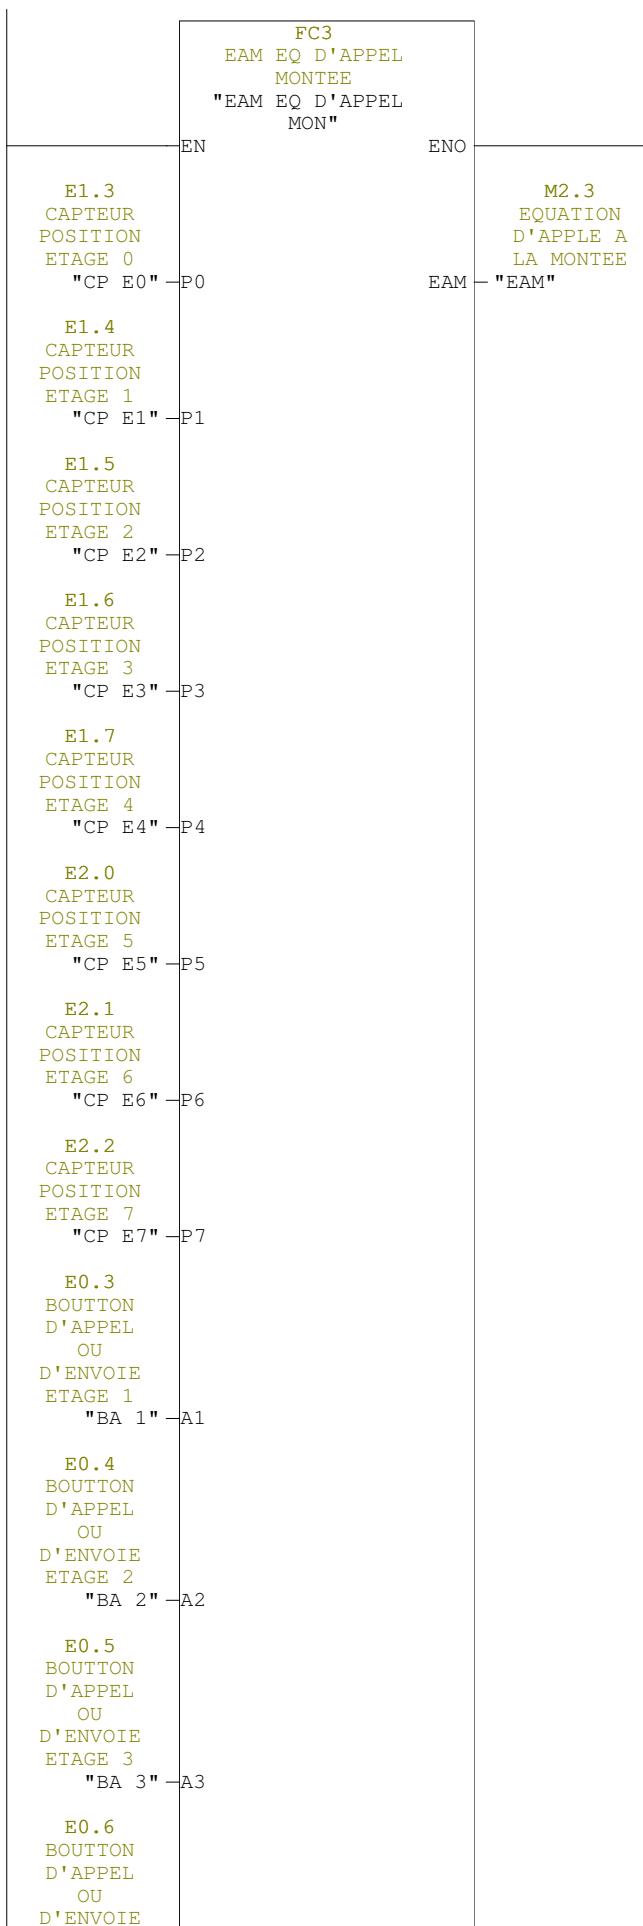 FC3
EAM EQ D'APPEL
MONTEE
"EAM EQ D'APPEL
MON"
EN ENO
E1.3
CAPTEUR
POSITION
ETAGE 0
"CP E0" P0
M2.3
EQUATION
D'APPLE A
LA MONTEE
EAM "EAM"
E1.4
CAPTEUR
POSITION
ETAGE 1
"CP E1" P1
E1.5
CAPTEUR
POSITION
ETAGE 2
"CP E2" P2
E1.6
CAPTEUR
POSITION
ETAGE 3
"CP E3" P3
E1.7
CAPTEUR
POSITION
ETAGE 4
"CP E4" P4
E2.0
CAPTEUR
POSITION
ETAGE 5
"CP E5" P5
E2.1
CAPTEUR
POSITION
ETAGE 6
"CP E6" P6
E2.2
CAPTEUR
POSITION
ETAGE 7
"CP E7" P7
E0.3
BOUTTON
D'APPEL
OU
D'ENVOIE
ETAGE 1
"BA 1" A1
E0.4
BOUTTON
D'APPEL
OU
D'ENVOIE
ETAGE 2
"BA 2" A2
E0.5
BOUTTON
D'APPEL
OU
D'ENVOIE
ETAGE 3
"BA 3" A3
E0.6
BOUTTON
D'APPEL
OU
D'ENVOIE